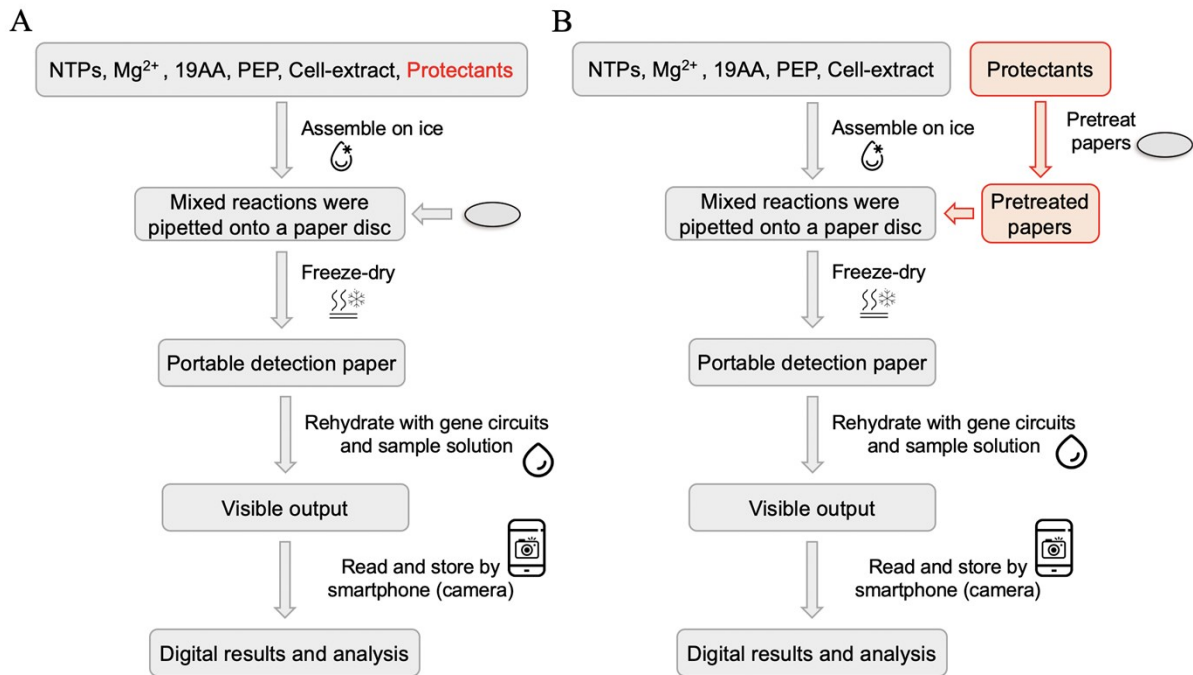 A
NTPs, Mg²⁺ , 19AA, PEP, Cell-extract, Protectants
Assemble on ice
Mixed reactions were
pipetted onto a paper disc
Freeze-dry
Portable detection paper
Rehydrate with gene circuits
and sample solution
Visible output
Read and store by
smartphone (camera)
Digital results and analysis
B
NTPs, Mg²⁺ , 19AA, PEP, Cell-extract
Protectants
Assemble on ice
Pretreat
papers
Mixed reactions were
pipetted onto a paper disc
Pretreated
papers
Freeze-dry
Portable detection paper
Rehydrate with gene circuits
and sample solution
Visible output
Read and store by
smartphone (camera)
Digital results and analysis